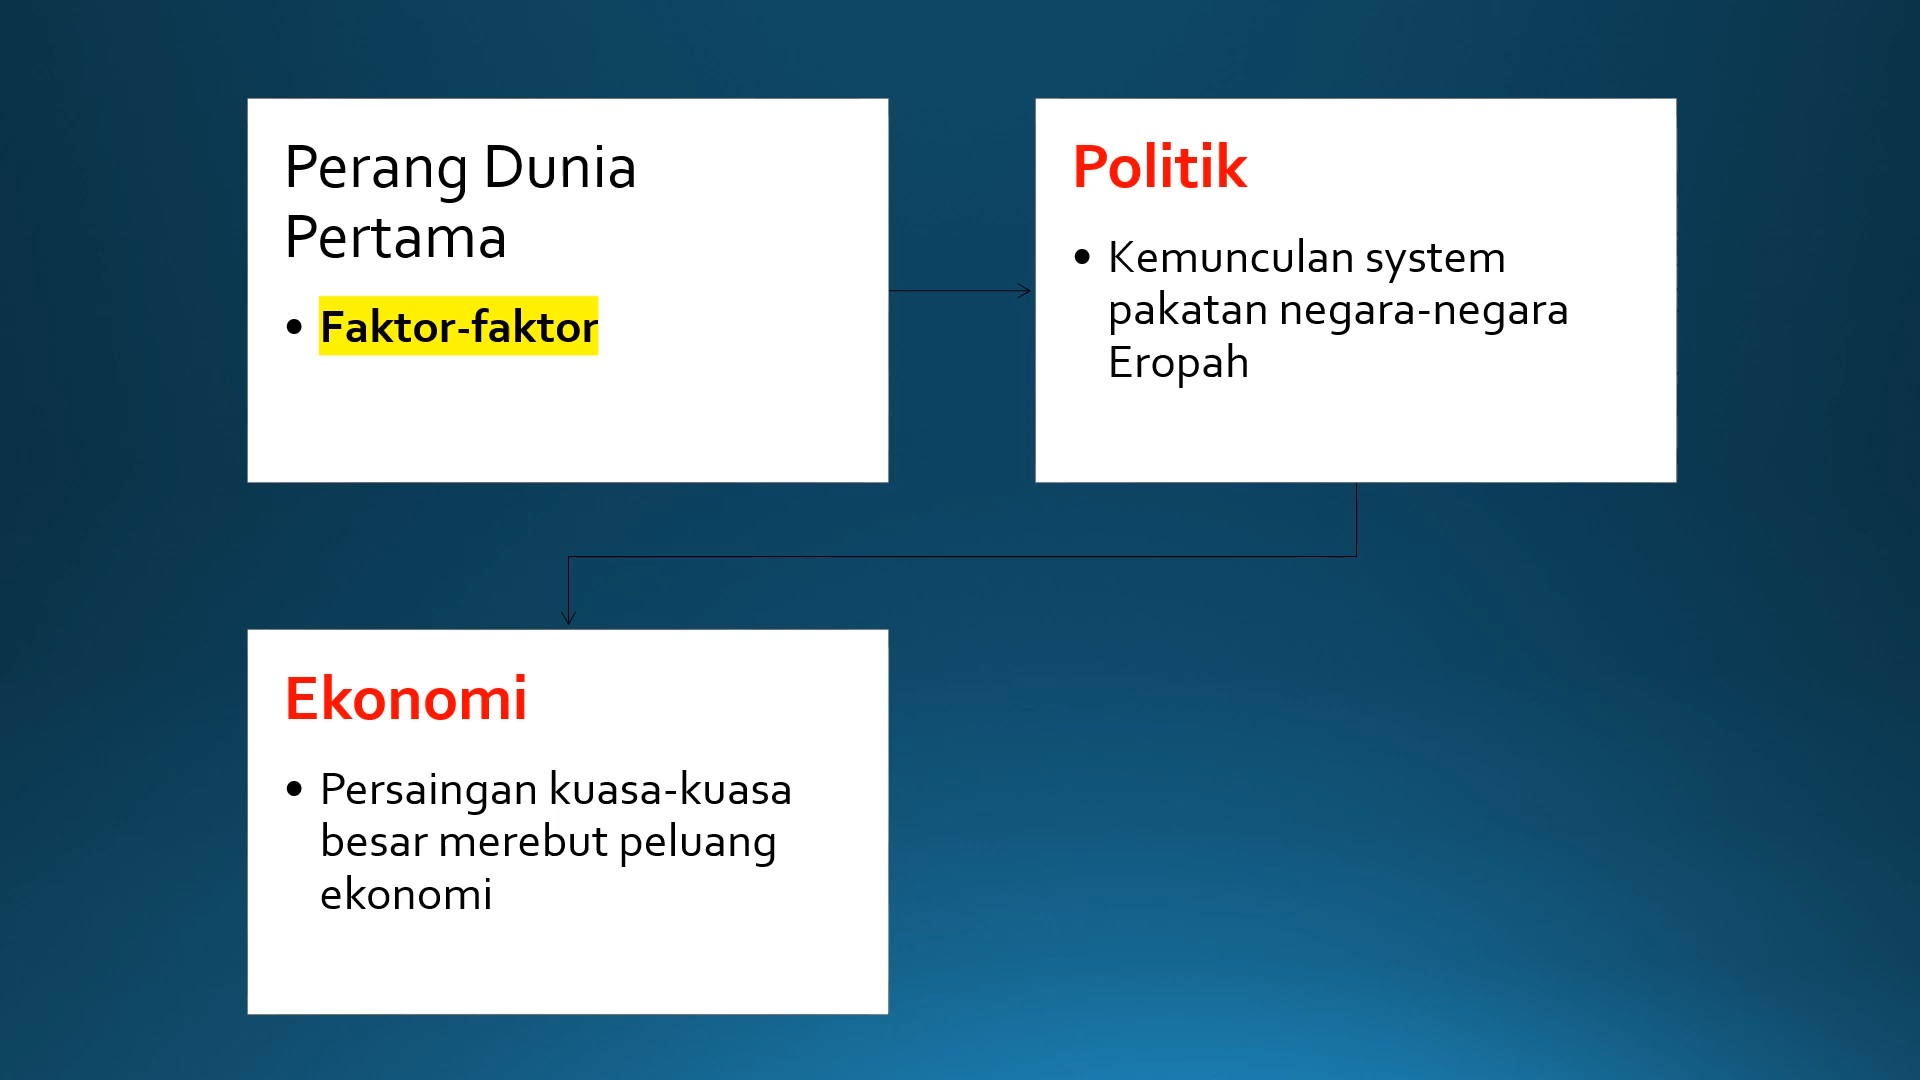 Perang Dunia
Pertama
• Faktor-faktor
Politik
• Kemunculan system
pakatan negara-negara
Eropah
Ekonomi
• Persaingan kuasa-kuasa
besar merebut peluang
ekonomi